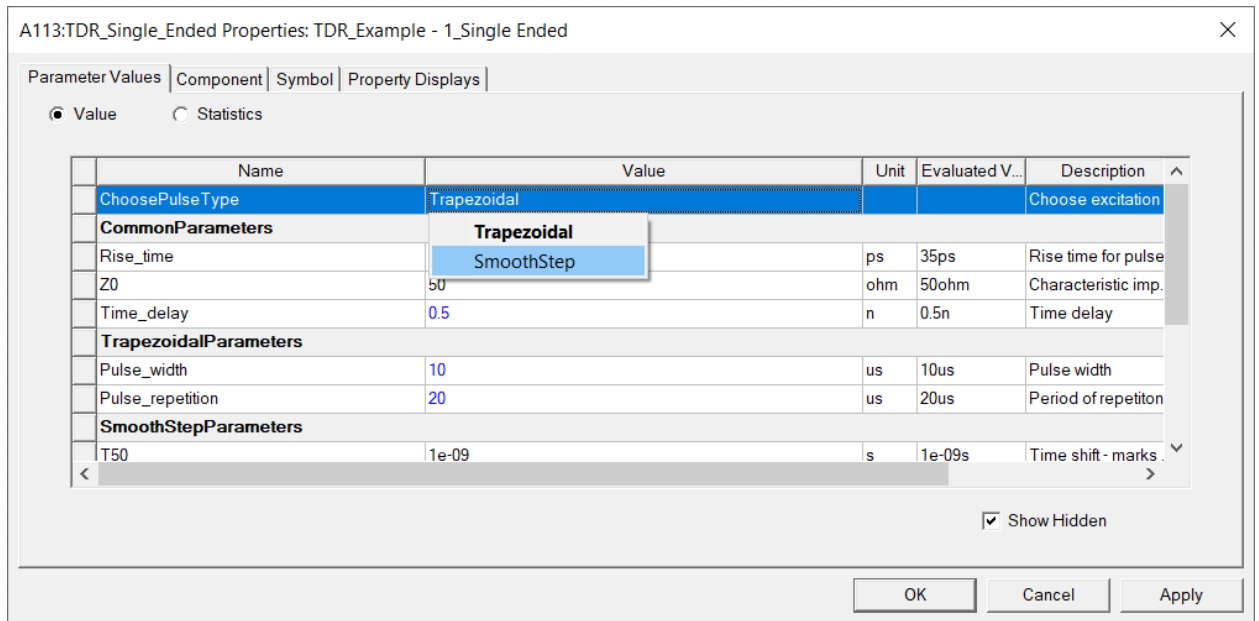 A113:TDR_Single_Ended Properties: TDR_Example - 1_Single Ended
Parameter Values Component Symbol Property Displays
Value Statistics
Name Value Unit Evaluated V... Description
ChoosePulseType Trapezoidal Choose excitation
CommonParameters Trapezoidal
SmoothStep
Rise_time ps 35ps Rise time for pulse
Z0 50 ohm 50ohm Characteristic imp.
Time_delay 0.5 n 0.5n Time delay
TrapezoidalParameters
Pulse_width 10 us 10us Pulse width
Pulse_repetition 20 us 20us Period of repetiton
SmoothStepParameters
T50 1e-09 s 1e-09s Time shift - marks .
Show Hidden
OK Cancel Apply